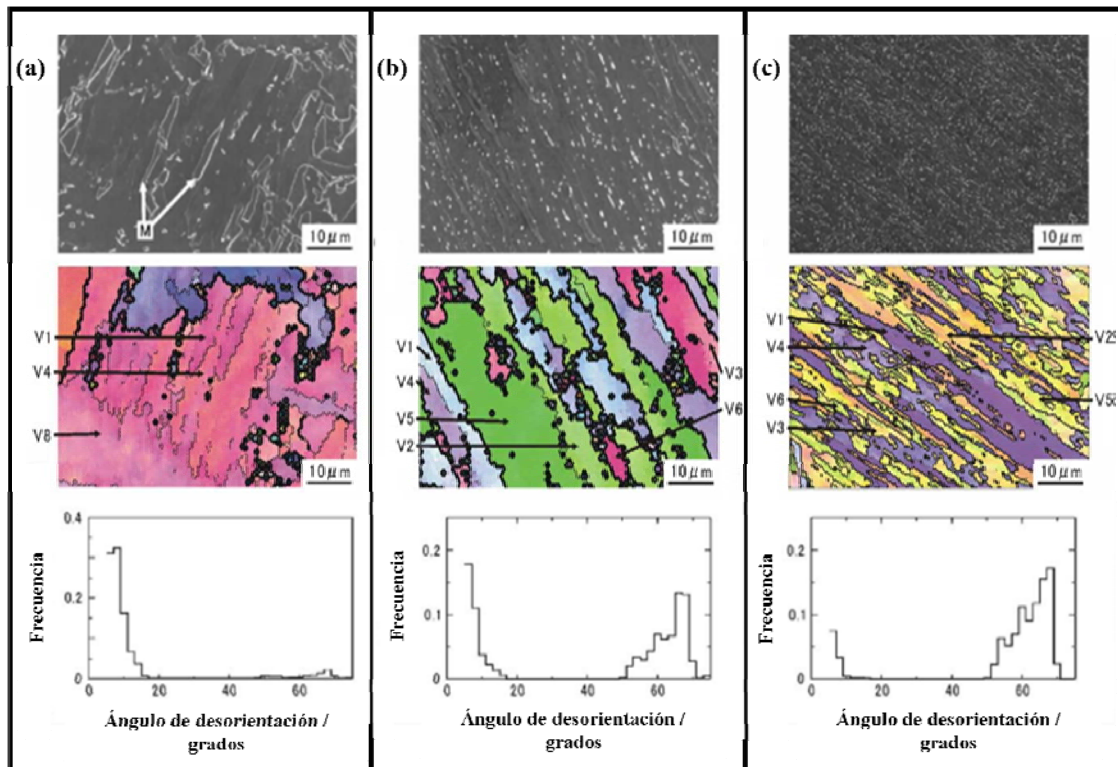 (a)
M
10 μm
V1
V4
V8
10 μm
0.4
0.2
0
0
20
40
60
Frecuencia
Ángulo de desorientación /
grados
(b)
10 μm
V1
V4
V5
V2
V3
V6
10 μm
0.2
0.1
0
0
20
40
60
Frecuencia
Ángulo de desorientación /
grados
(c)
10 μm
V1
V4
V6
V3
10 μm
0.2
0.1
0
0
20
40
60
Frecuencia
Ángulo de desorientación /
grados